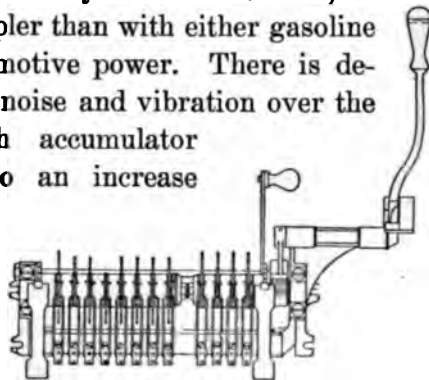 pler than with either gasoline
motive power. There is de-
noise and vibration over the
accumulator
an increase